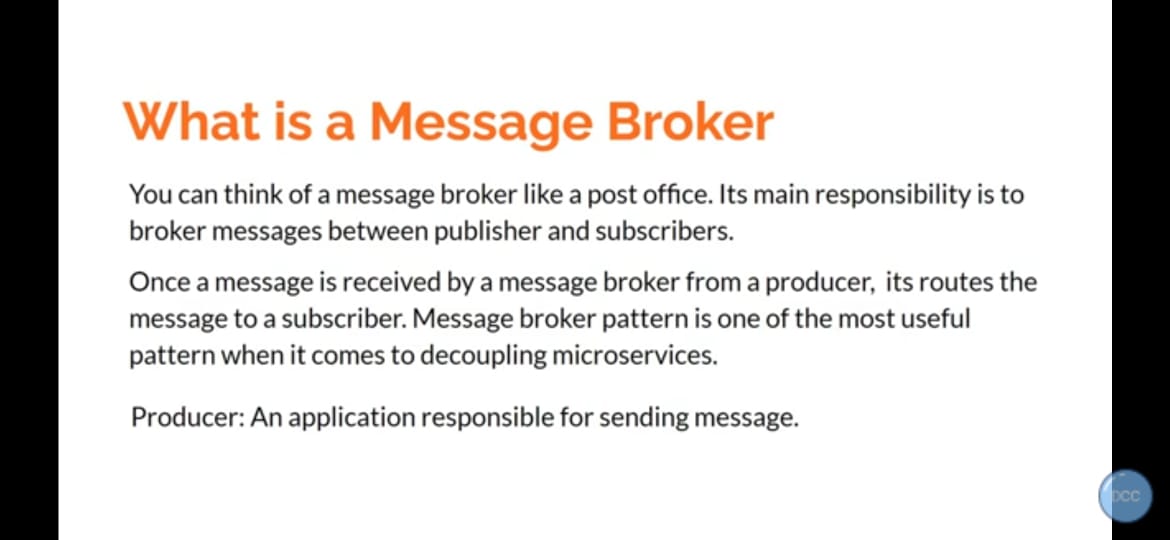 What is a Message Broker
You can think of a message broker like a post office. Its main responsibility is to
broker messages between publisher and subscribers.
Once a message is received by a message broker from a producer, its routes the
message to a subscriber. Message broker pattern is one of the most useful
pattern when it comes to decoupling microservices.
Producer: An application responsible for sending message.
DCC